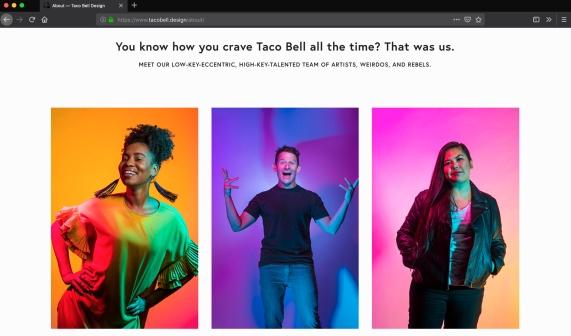 About — Taco Bell Design
https://www.tacobell.design/about/
You know how you crave Taco Bell all the time? That was us.
MEET OUR LOW-KEY-ECCENTRIC, HIGH-KEY-TALENTED TEAM OF ARTISTS, WEIRDOS, AND REBELS.